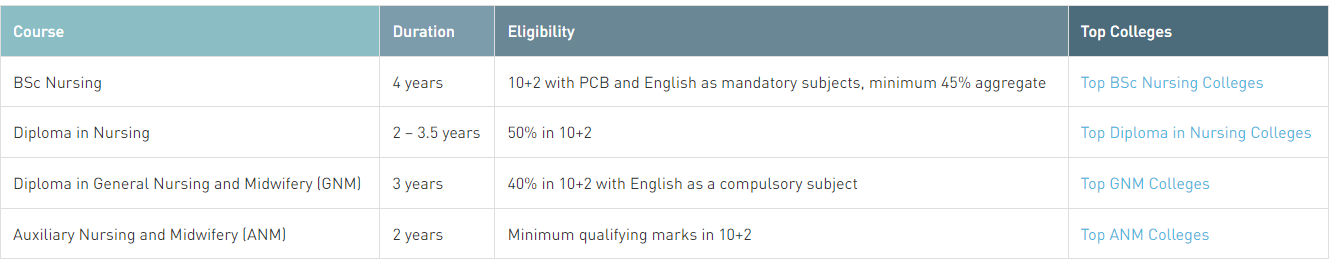 Course Duration Eligibility Top Colleges
BSc Nursing 4 years 10+2 with PCB and English as mandatory subjects, minimum 45% aggregate Top BSc Nursing Colleges
Diploma in Nursing 2 – 3.5 years 50% in 10+2 Top Diploma in Nursing Colleges
Diploma in General Nursing and Midwifery (GNM) 3 years 40% in 10+2 with English as a compulsory subject Top GNM Colleges
Auxiliary Nursing and Midwifery (ANM) 2 years Minimum qualifying marks in 10+2 Top ANM Colleges